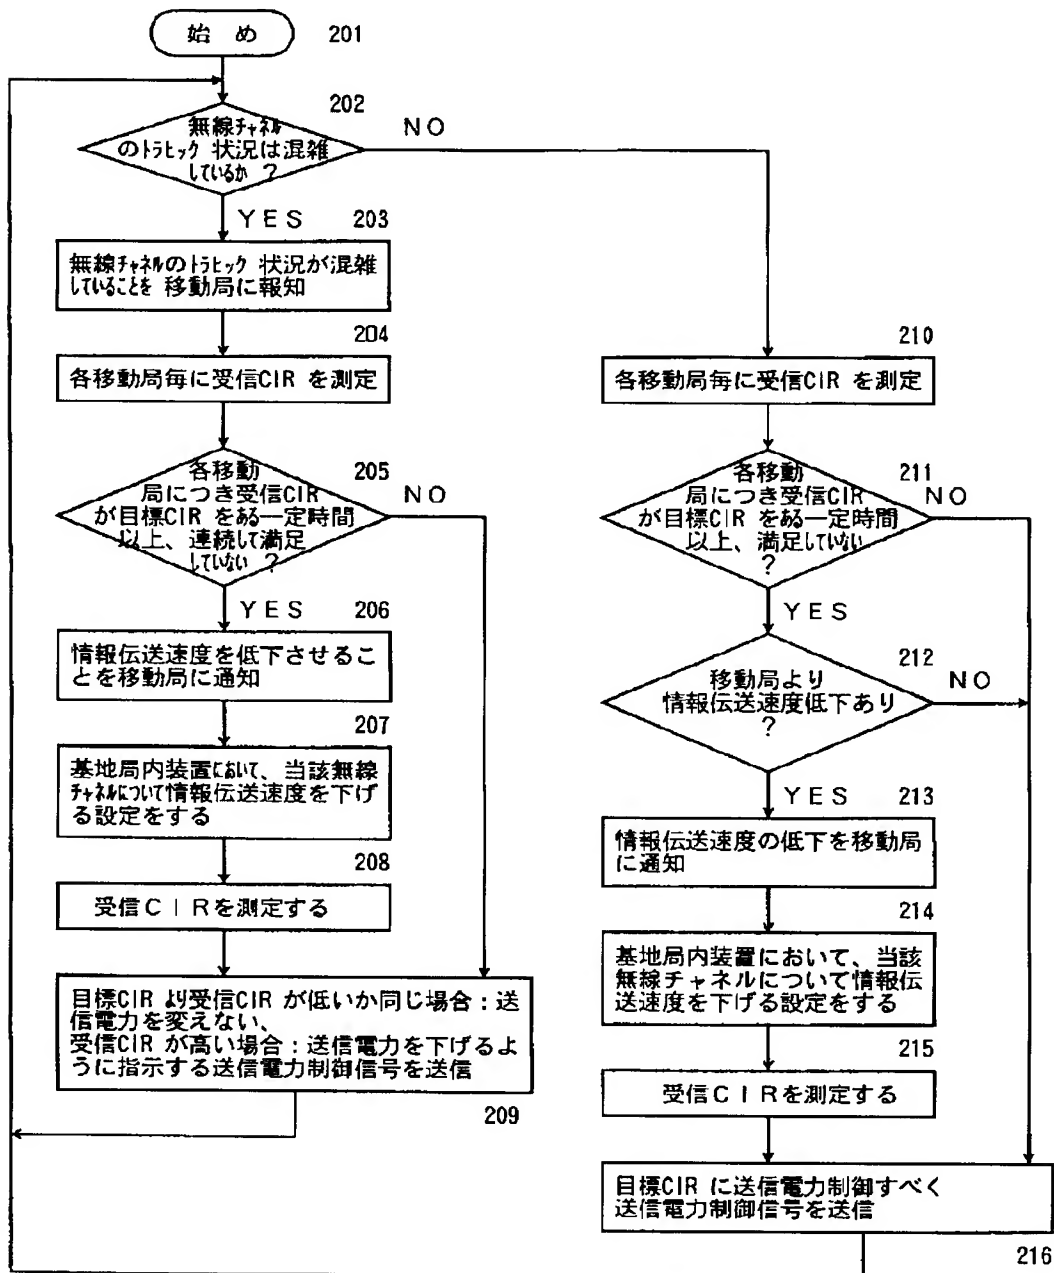 始 め
201
202
無線チャネル
のトラヒック 状況は混雑
しているか ?
NO
YES
203
無線チャネルのトラヒック 状況が混雑
していることを 移動局に報知
204
各移動局毎に受信CIR を測定
205
各移動
局につき受信CIR
が目標CIR をある一定時間
以上、連続して満足
していない ?
NO
YES
206
情報伝送速度を低下させるこ
とを移動局に通知
207
基地局内装置において、当該無線
チャネルについて情報伝送速度を下げ
る設定をする
208
受信CIRを測定する
目標CIR より受信CIR が低いか同じ場合:送
信電力を変えない、
受信CIR が高い場合:送信電力を下げるよ
うに指示する送信電力制御信号を送信
209
210
各移動局毎に受信CIR を測定
211
各移動
局につき受信CIR
が目標CIR をある一定時間
以上、満足していない
?
NO
YES
212
移動局より
情報伝送速度低下あり
?
NO
YES
213
情報伝送速度の低下を移動局
に通知
214
基地局内装置において、当該
無線チャネルについて情報伝
送速度を下げる設定をする
215
受信CIRを測定する
目標CIR に送信電力制御すべく
送信電力制御信号を送信
216